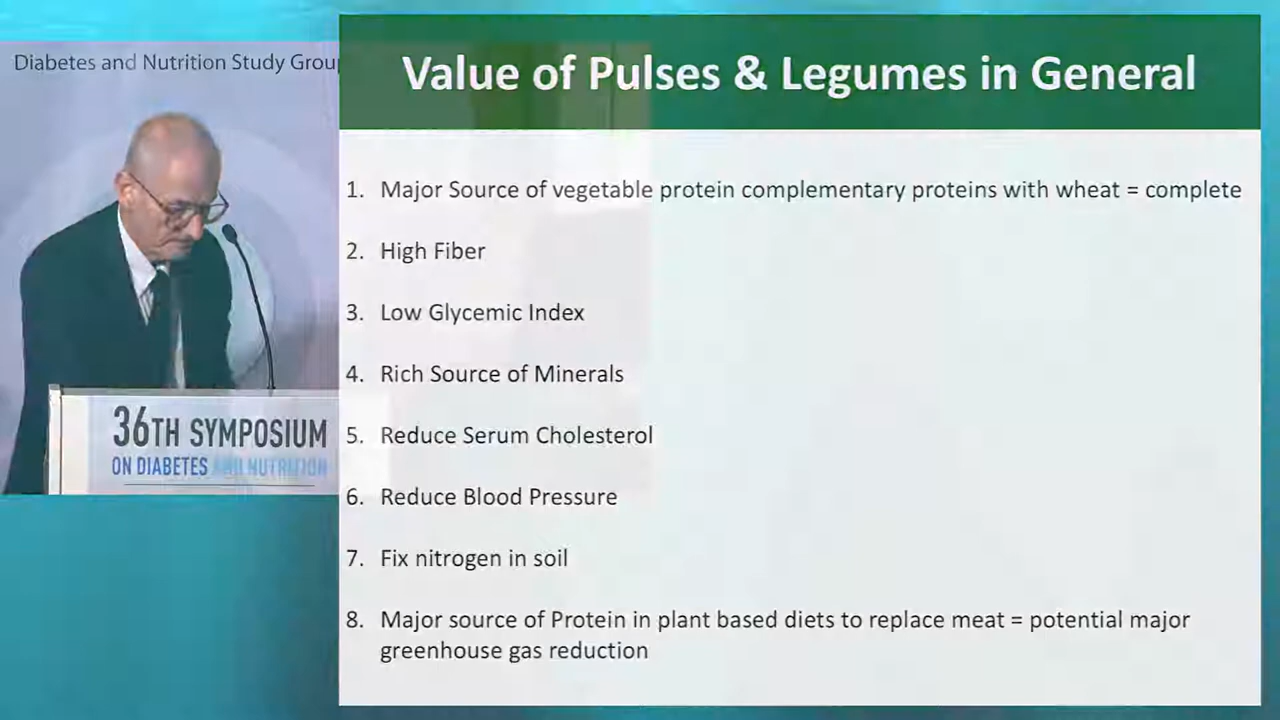 Diabetes and Nutrition Study Grou
36TH SYMPOSIUM
ON DIABETES AND NUTRITION
Value of Pulses & Legumes in General
1. Major Source of vegetable protein complementary proteins with wheat = complete
2. High Fiber
3. Low Glycemic Index
4. Rich Source of Minerals
5. Reduce Serum Cholesterol
6. Reduce Blood Pressure
7. Fix nitrogen in soil
8. Major source of Protein in plant based diets to replace meat = potential major
greenhouse gas reduction